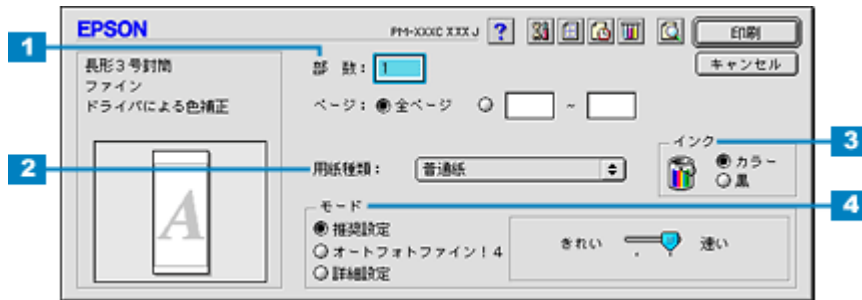 EPSON
PM-XXXC X.XX J
?
印刷
キャンセル
1
長形3号封筒
ファイン
ドライバによる色補正
A
部 数: 1
ページ: 全ページ ~
2
用紙種類: 普通紙
3
インク
カラー
黒
4
モード
推奨設定
オートフォトファイン!4
詳細設定
きれい 速い